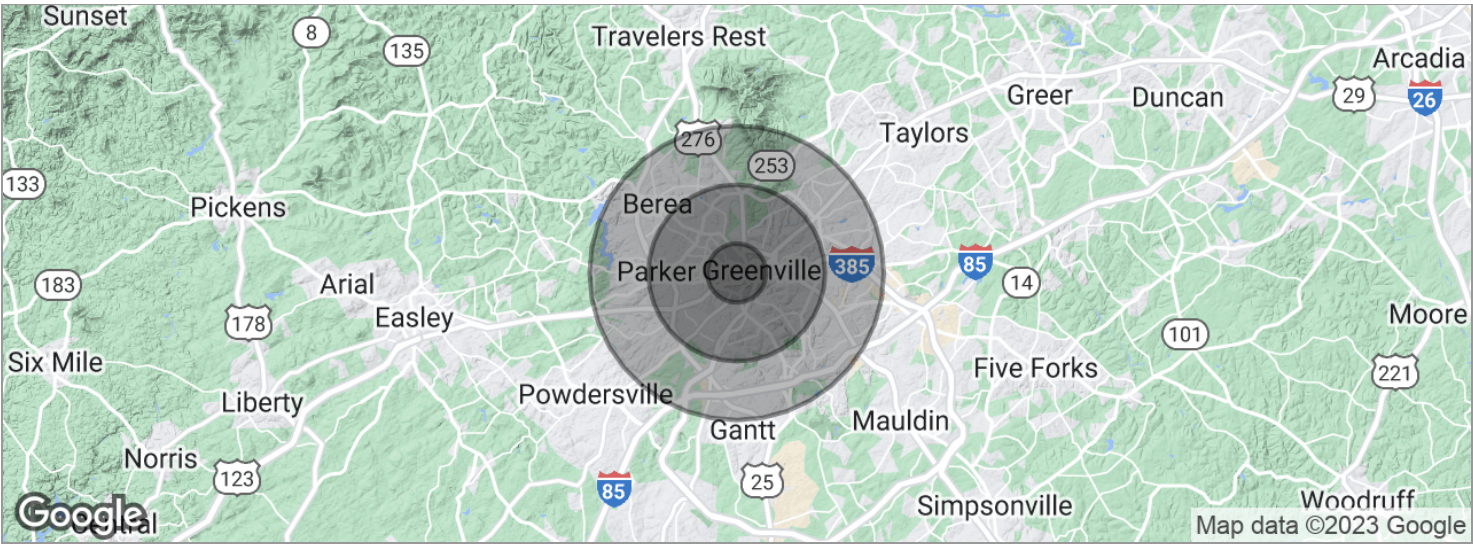 Sunset
8
135
Travelers Rest
Arcadia
29
26
Greer
Duncan
Taylors
276
253
133
Pickens
Berea
183
Arial
Parker
Greenville
385
85
14
178
Easley
Moore
101
Six Mile
Five Forks
221
Liberty
Powdersville
Mauldin
Gantt
Norris
123
85
25
Simpsonville
Woodruff
Google
Central
Map data ©2023 Google